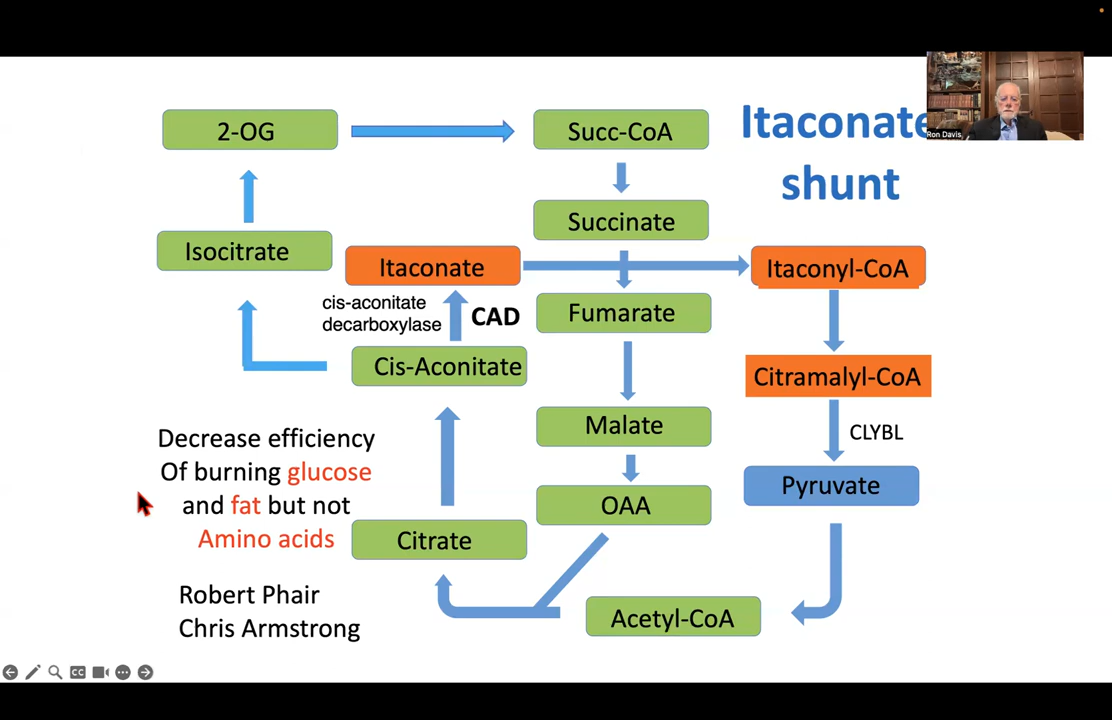 Itaconate
shunt
Ron Davis
2-OG
Succ-CoA
Succinate
Isocitrate
Itaconate
Itaconyl-CoA
cis-aconitate
decarboxylase
CAD
Fumarate
Cis-Aconitate
Citramalyl-CoA
Malate
CLYBL
Decrease efficiency
Of burning glucose
and fat but not
Amino acids
Pyruvate
OAA
Citrate
Robert Phair
Chris Armstrong
Acetyl-CoA
CC